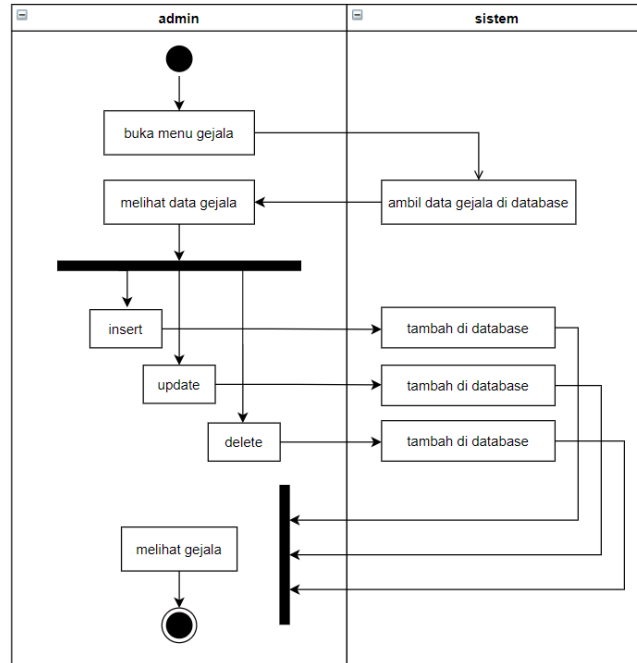 admin
sistem
buka menu gejala
melihat data gejala
ambil data gejala di database
insert
tambah di database
update
tambah di database
delete
tambah di database
melihat gejala